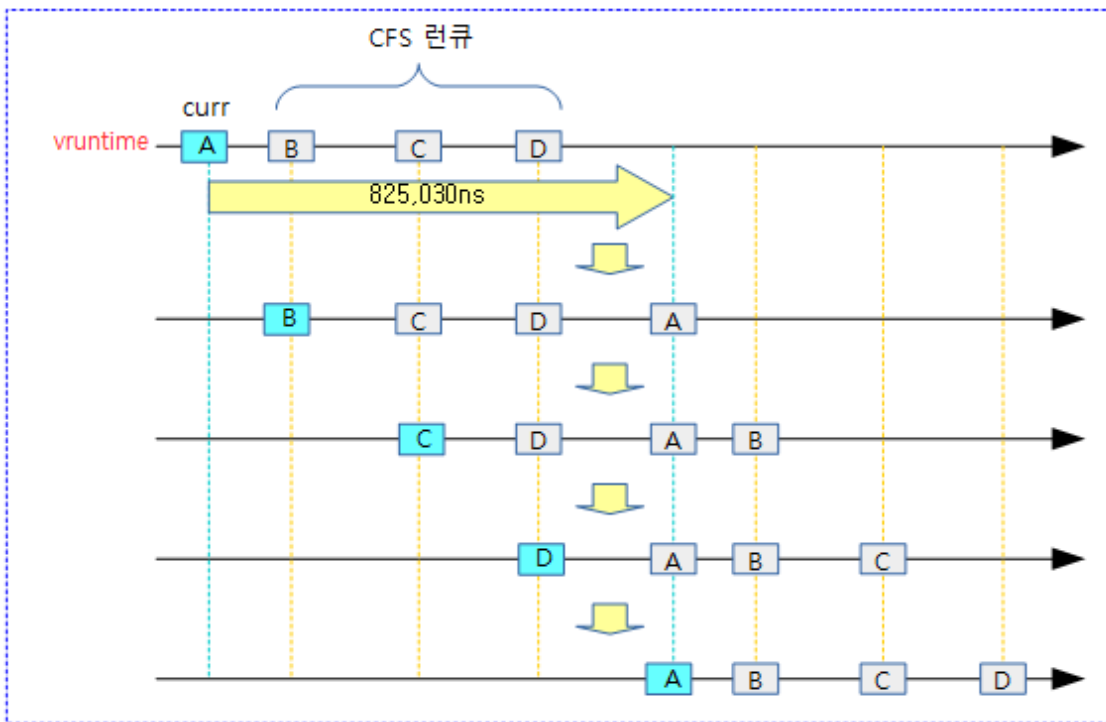 CFS 런큐
curr
vruntime A B C D
825,030ns
B C D A
C D A B
D A B C
A B C D